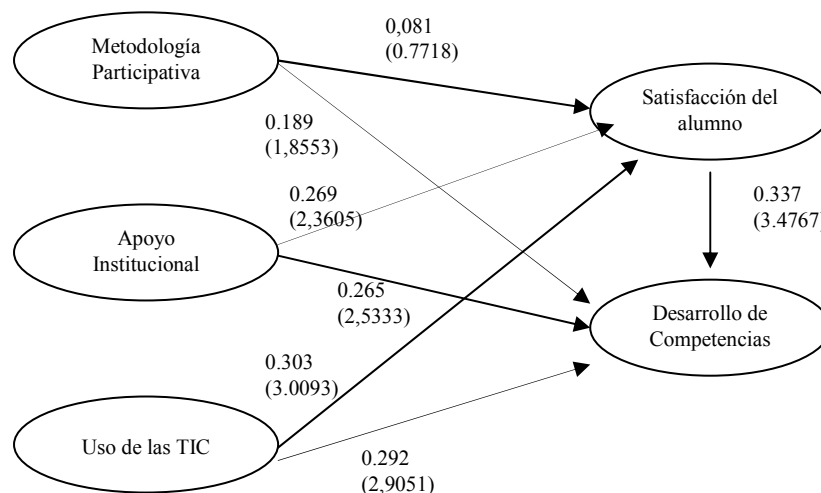 Metodología
Participativa
0,081
(0.7718)
Satisfacción del
alumno
0.189
(1,8553)
0.269
(2,3605)
0.337
(3.4767)
Apoyo
Institucional
0.265
(2,5333)
Desarrollo de
Competencias
0.303
(3.0093)
Uso de las TIC
0.292
(2,9051)